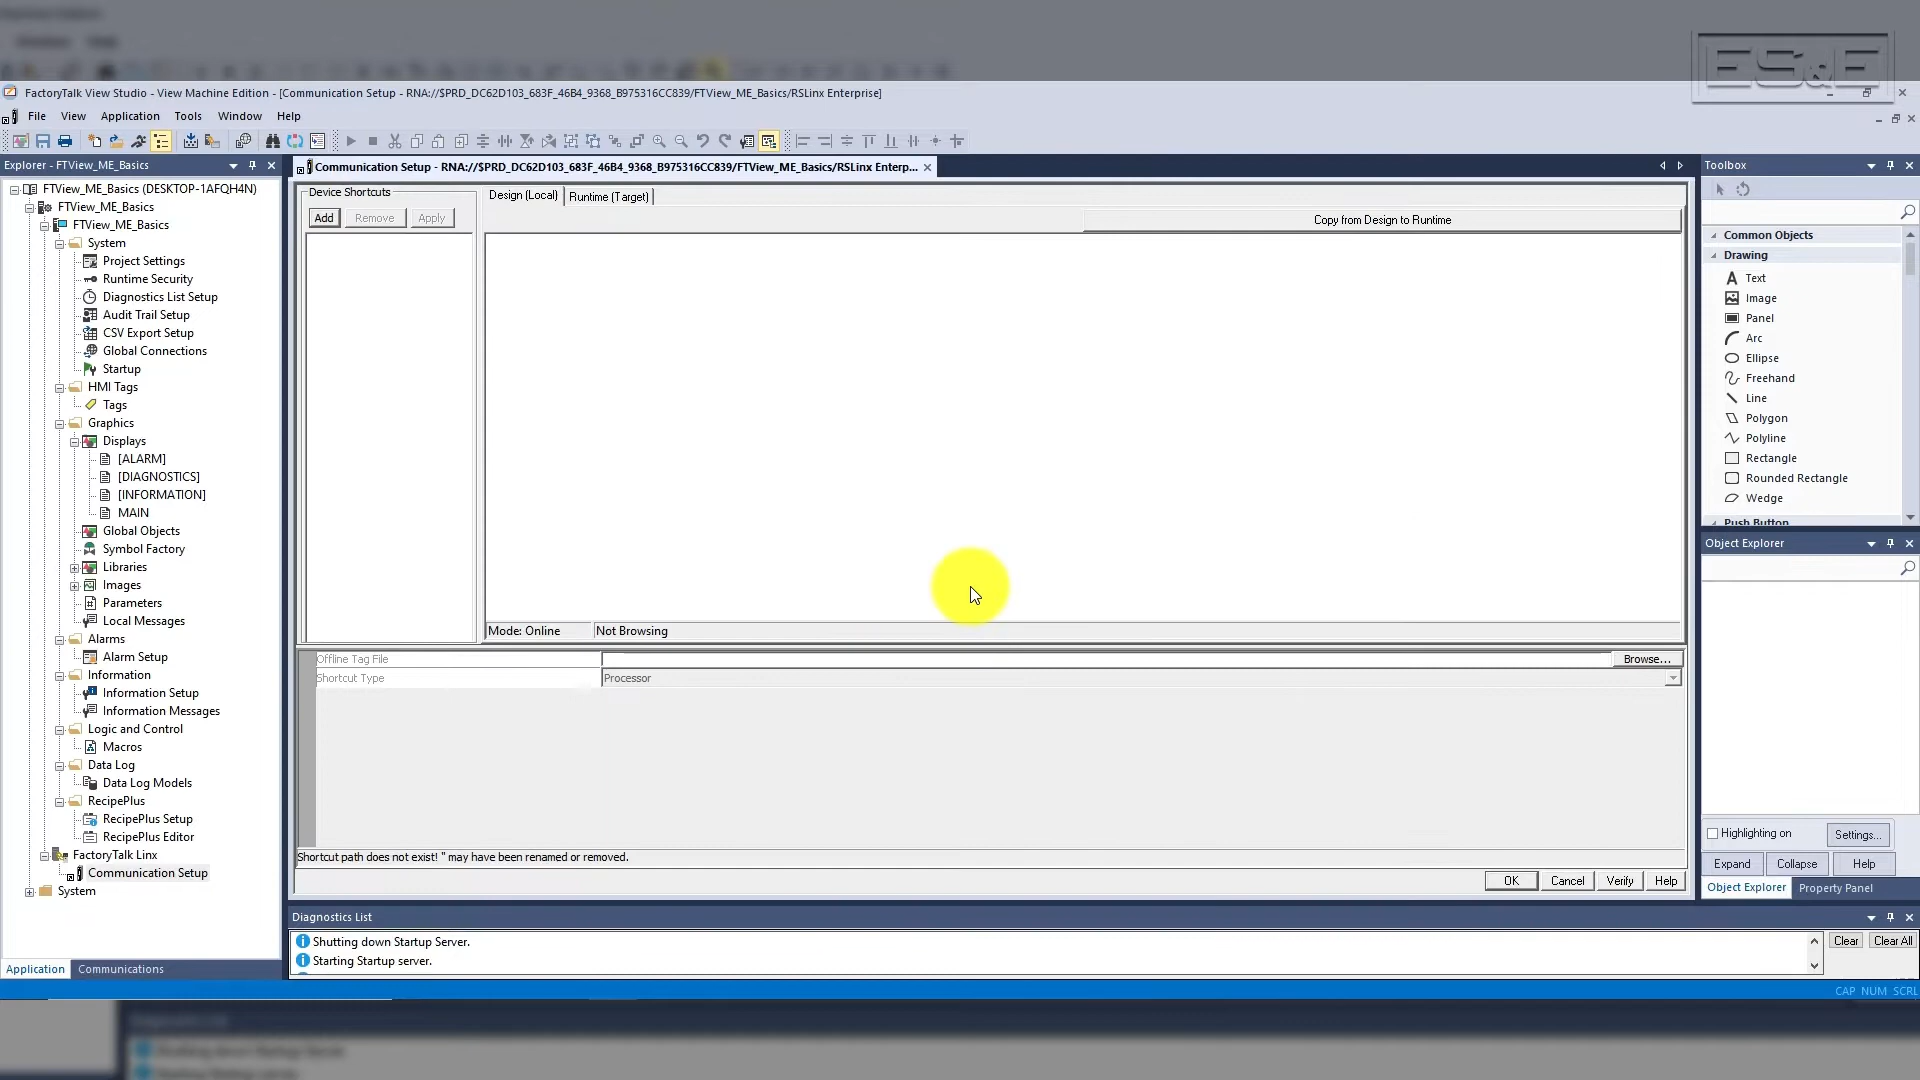 ES&E
FactoryTalk View Studio - View Machine Edition - [Communication Setup - RNA://$PRD_DC62D103_683F_46B4_9368_B975316CC839/FTView_ME_Basics/RSLinx Enterprise]
File View Application Tools Window Help
Explorer - FTView_ME_Basics
FTView_ME_Basics (DESKTOP-1AFQH4N)
FTView_ME_Basics
FTView_ME_Basics
System
Project Settings
Runtime Security
Diagnostics List Setup
Audit Trail Setup
CSV Export Setup
Global Connections
Startup
HMI Tags
Tags
Graphics
Displays
[ALARM]
[DIAGNOSTICS]
[INFORMATION]
MAIN
Global Objects
Symbol Factory
Libraries
Images
Parameters
Local Messages
Alarms
Alarm Setup
Information
Information Setup
Information Messages
Logic and Control
Macros
Data Log
Data Log Models
RecipePlus
RecipePlus Setup
RecipePlus Editor
FactoryTalk Linx
Communication Setup
System
Application Communications
Communication Setup - RNA://$PRD_DC62D103_683F_46B4_9368_B975316CC839/FTView_ME_Basics/RSLinx Enterp...
Device Shortcuts
Add Remove Apply
Design (Local) Runtime (Target)
Copy from Design to Runtime
Mode: Online Not Browsing
Offline Tag File Browse...
Shortcut Type Processor
Shortcut path does not exist! '' may have been renamed or removed.
OK Cancel Verify Help
Diagnostics List
Shutting down Startup Server.
Starting Startup server.
Clear Clear All
Toolbox
Common Objects
Drawing
Text
Image
Panel
Arc
Ellipse
Freehand
Line
Polygon
Polyline
Rectangle
Rounded Rectangle
Wedge
Push Button
Object Explorer
Highlighting on Settings...
Expand Collapse Help
Object Explorer Property Panel
CAP NUM SCRL